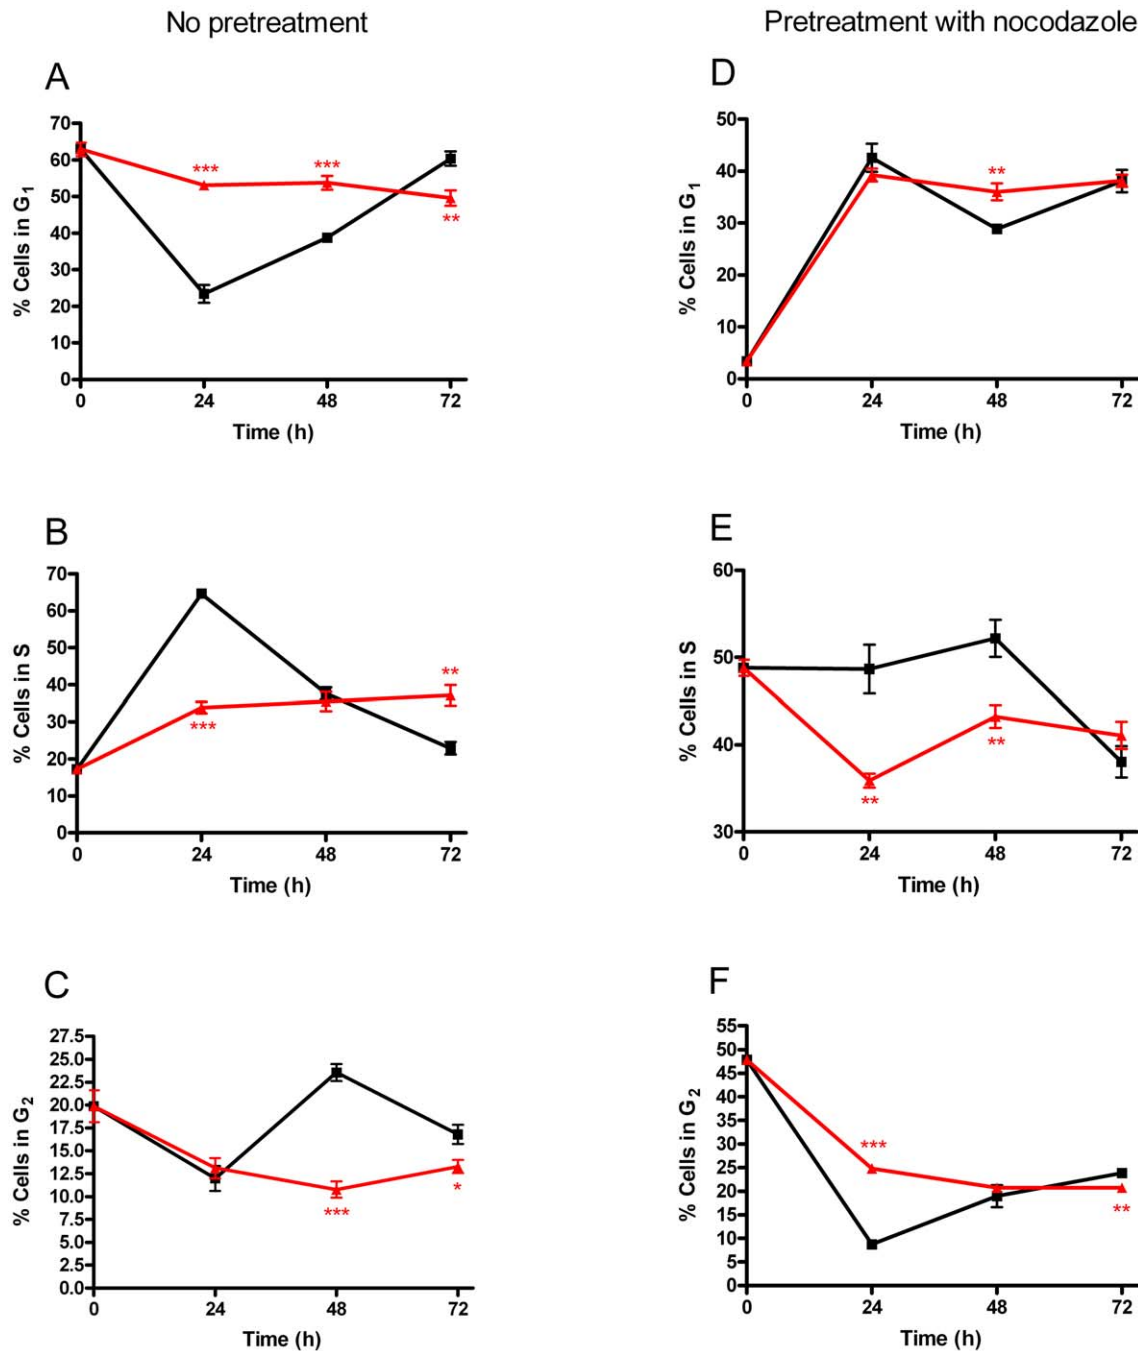 No pretreatment
Pretreatment with nocodazole
A
% Cells in G1
70
60
50
40
30
20
10
0
***
***
**
0 24 48 72
Time (h)
D
% Cells in G1
50
40
30
20
10
0
**
0 24 48 72
Time (h)
B
% Cells in S
70
60
50
40
30
20
10
0
***
**
0 24 48 72
Time (h)
E
% Cells in S
60
50
40
30
**
**
0 24 48 72
Time (h)
C
% Cells in G2
27.5
25.0
22.5
20.0
17.5
15.0
12.5
10.0
7.5
5.0
2.5
0.0
***
*
0 24 48 72
Time (h)
F
% Cells in G2
55
50
45
40
35
30
25
20
15
10
5
0
***
**
0 24 48 72
Time (h)